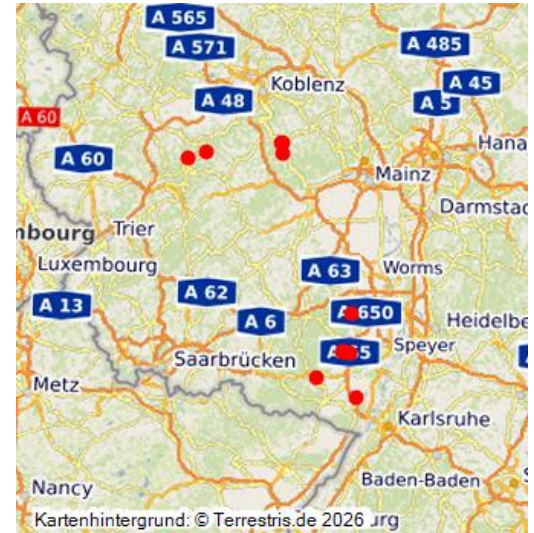 A 565
A 571
A 485
Koblenz
A 48
A 45
A 5
A 60
Hana
A 60
Mainz
Darmstad
Trier
mbourg
Luxembourg
A 63
Worms
A 62
A 13
A 650
A 6
Heidelbe
Speyer
Saarbrücken
Metz
Karlsruhe
Baden-Baden
Nancy
Kartenhintergrund: © Terrestris.de 2026
urg